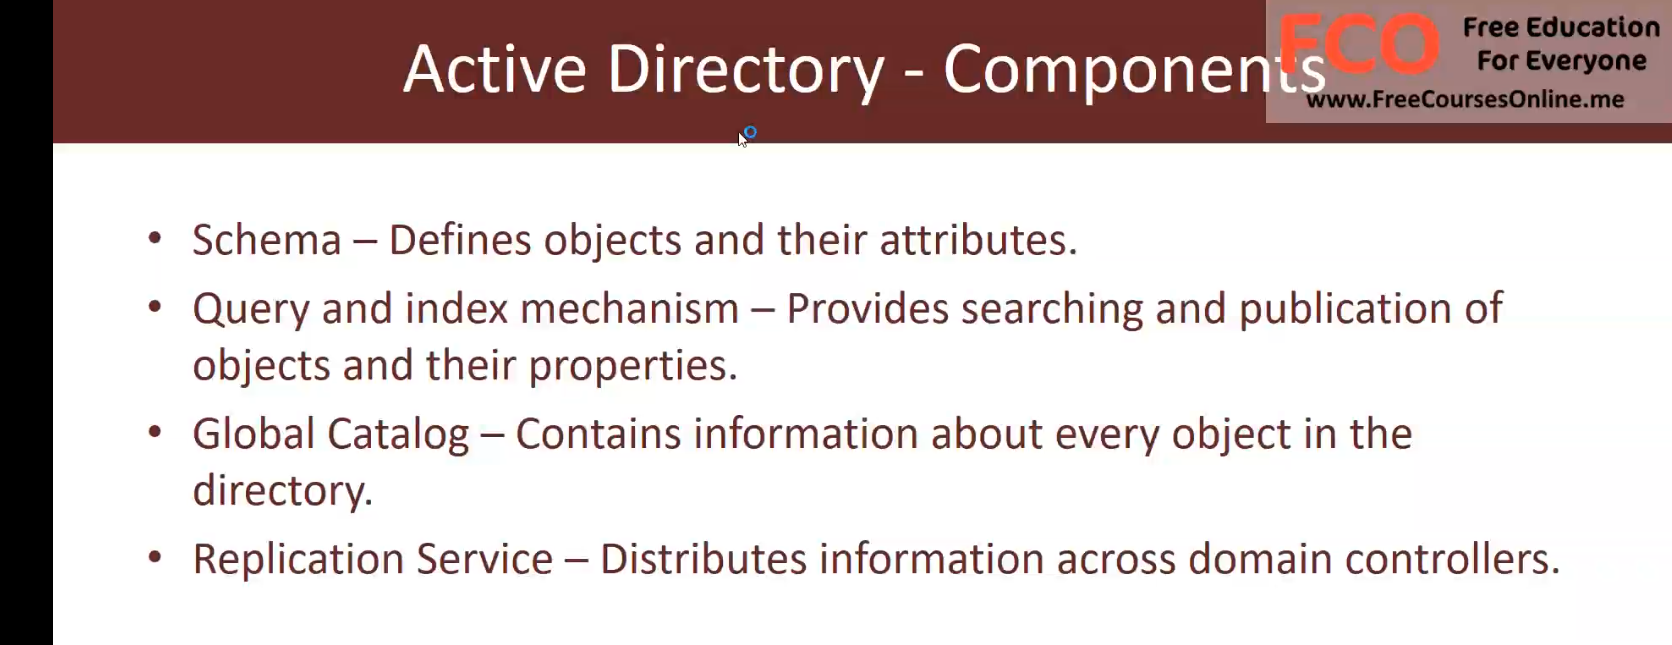 Active Directory - Components
FCO
Free Education
For Everyone
www.FreeCoursesOnline.me
• Schema – Defines objects and their attributes.
• Query and index mechanism – Provides searching and publication of
objects and their properties.
• Global Catalog – Contains information about every object in the
directory.
• Replication Service – Distributes information across domain controllers.